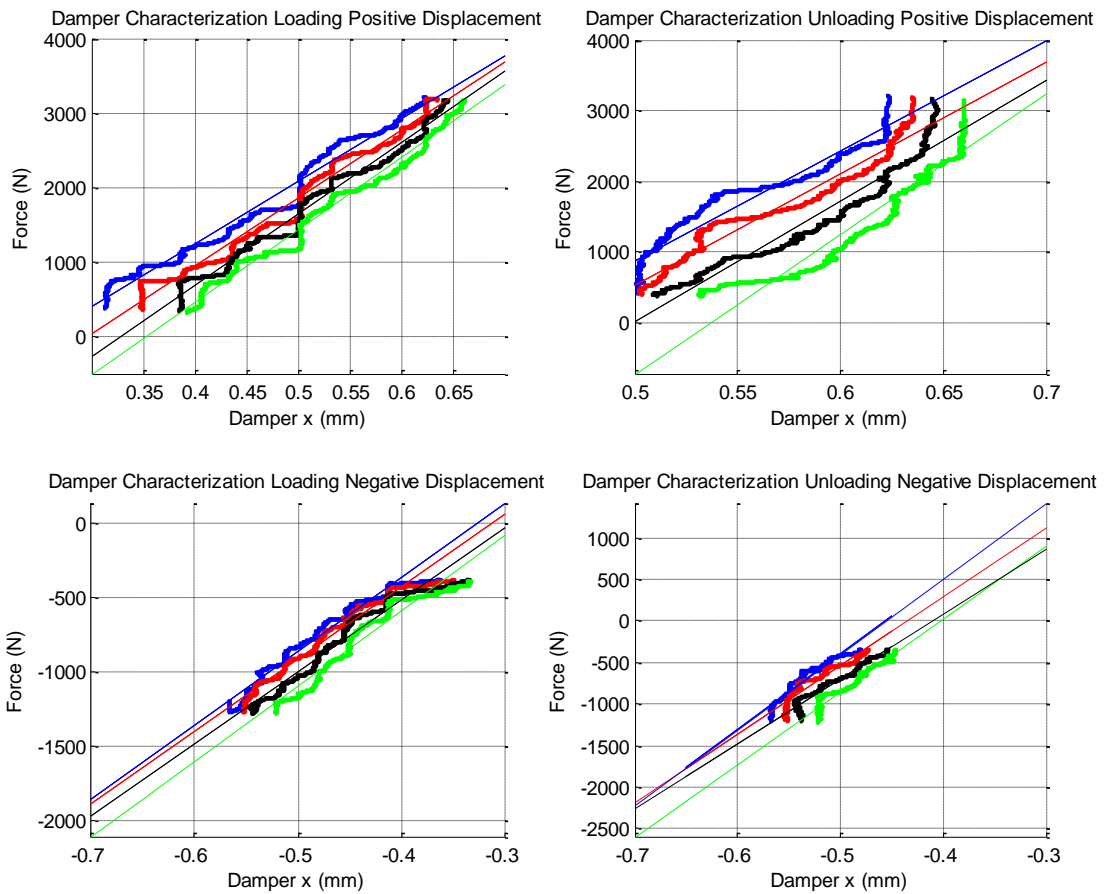 Damper Characterization Loading Positive Displacement
4000
3000
2000
1000
0
Force (N)
0.35 0.4 0.45 0.5 0.55 0.6 0.65
Damper x (mm)
Damper Characterization Unloading Positive Displacement
4000
3000
2000
1000
0
Force (N)
0.5 0.55 0.6 0.65 0.7
Damper x (mm)
Damper Characterization Loading Negative Displacement
0
-500
-1000
-1500
-2000
Force (N)
-0.7 -0.6 -0.5 -0.4 -0.3
Damper x (mm)
Damper Characterization Unloading Negative Displacement
1000
500
0
-500
-1000
-1500
-2000
-2500
Force (N)
-0.7 -0.6 -0.5 -0.4 -0.3
Damper x (mm)